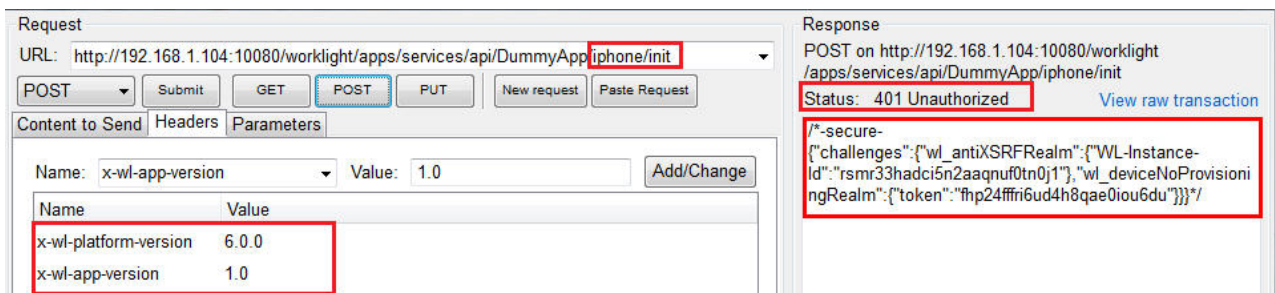 Request
URL: http://192.168.1.104:10080/worklight/apps/services/api/DummyApp/iphone/init
POST Submit GET POST PUT New request Paste Request
Content to Send Headers Parameters
Name: x-wl-app-version Value: 1.0 Add/Change
Name Value
x-wl-platform-version 6.0.0
x-wl-app-version 1.0
Response
POST on http://192.168.1.104:10080/worklight
/apps/services/api/DummyApp/iphone/init
Status: 401 Unauthorized View raw transaction
/*-secure-
{"challenges":{"wl_antiXSRFRealm":{"WL-Instance-
Id":"rsmr33hadci5n2aaqnuf0tn0j1"},"wl_deviceNoProvisioni
ngRealm":{"token":"fhp24fffri6ud4h8qae0iou6du"}}}*/